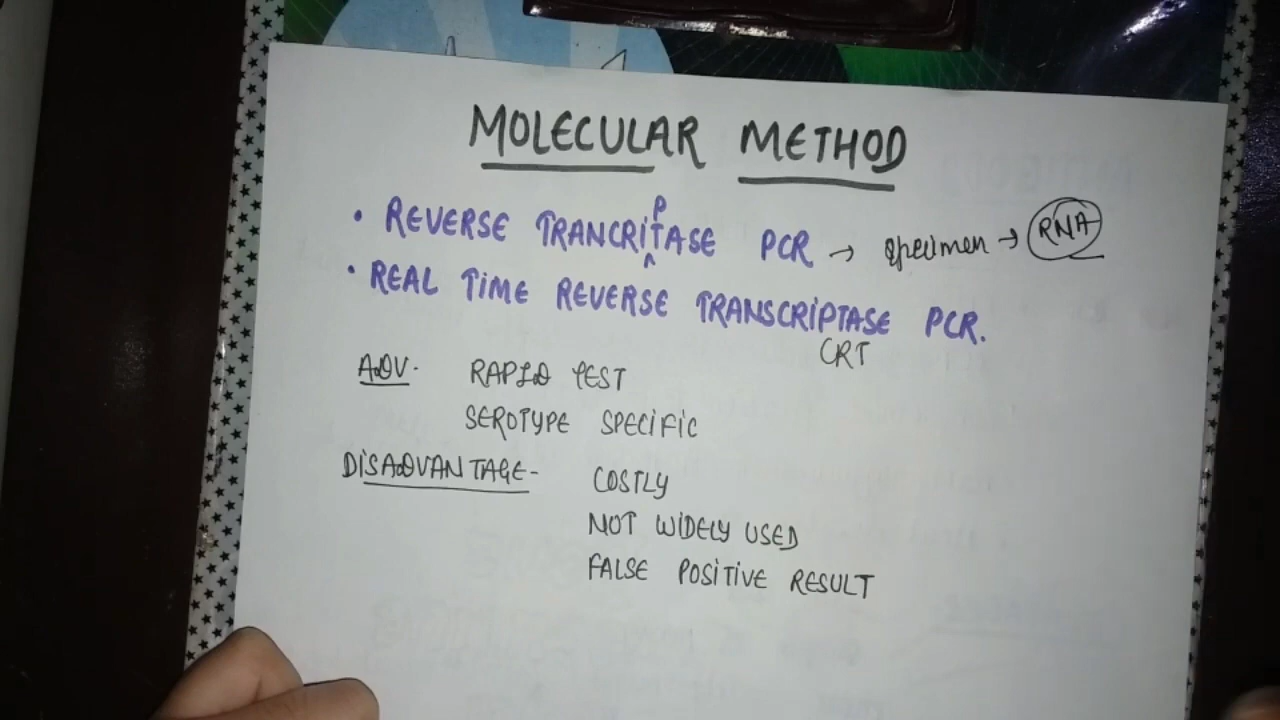 MOLECULAR METHOD
• REVERSE TRANCRIPTASE PCR → specimen → RNA
• REAL TIME REVERSE TRANSCRIPTASE PCR.
CRT
ADV. RAPID TEST
SEROTYPE SPECIFIC
DISADVANTAGE- COSTLY
NOT WIDELY USED
FALSE POSITIVE RESULT